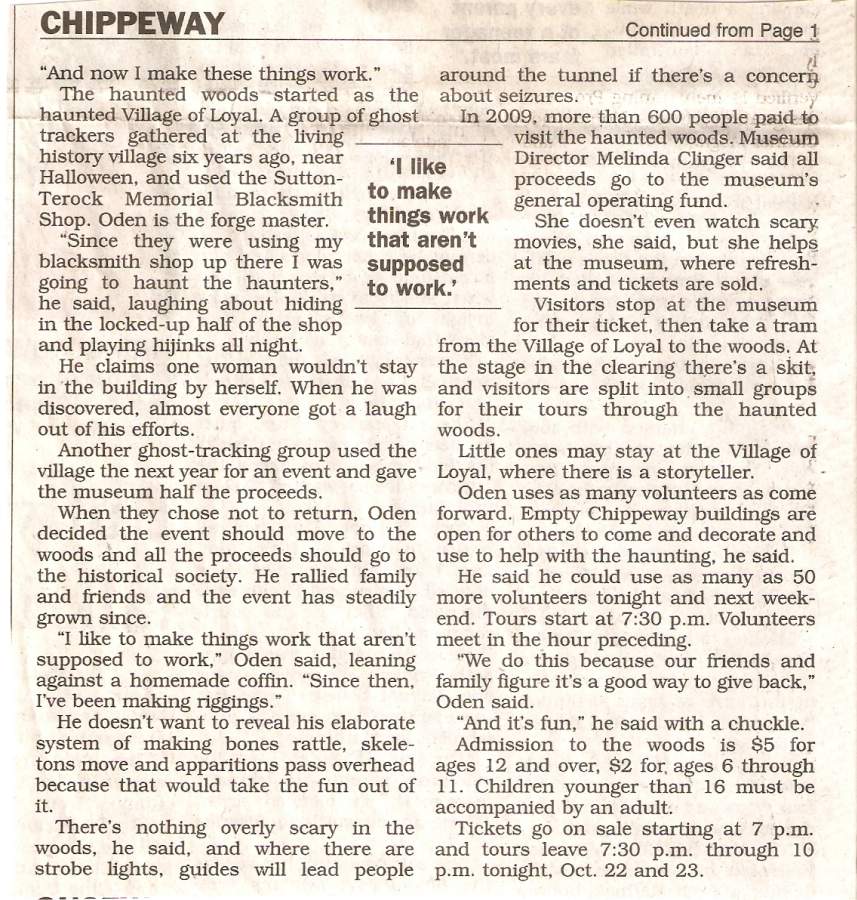 CHIPPEWAY
Continued from Page 1
“And now I make these things work.”
The haunted woods started as the
haunted Village of Loyal. A group of ghost
trackers gathered at the living
history village six years ago, near
Halloween, and used the Sutton-
Terock Memorial Blacksmith
Shop. Oden is the forge master.
“Since they were using my
blacksmith shop up there I was
going to haunt the haunters,”
he said, laughing about hiding
in the locked-up half of the shop
and playing hijinks all night.
He claims one woman wouldn’t stay
in the building by herself. When he was
discovered, almost everyone got a laugh
out of his efforts.
Another ghost-tracking group used the
village the next year for an event and gave
the museum half the proceeds.
When they chose not to return, Oden
decided the event should move to the
woods and all the proceeds should go to
the historical society. He rallied family
and friends and the event has steadily
grown since.
“I like to make things work that aren’t
supposed to work,” Oden said, leaning
against a homemade coffin. “Since then,
I’ve been making riggings.”
He doesn’t want to reveal his elaborate
system of making bones rattle, skele-
tons move and apparitions pass overhead
because that would take the fun out of
it.
There’s nothing overly scary in the
woods, he said, and where there are
strobe lights, guides will lead people
‘I like
to make
things work
that aren’t
supposed
to work.’
around the tunnel if there’s a concern
about seizures.
In 2009, more than 600 people paid to
visit the haunted woods. Museum
Director Melinda Clinger said all
proceeds go to the museum’s
general operating fund.
She doesn’t even watch scary
movies, she said, but she helps
at the museum, where refresh-
ments and tickets are sold.
Visitors stop at the museum
for their ticket, then take a tram
from the Village of Loyal to the woods. At
the stage in the clearing there’s a skit,
and visitors are split into small groups
for their tours through the haunted
woods.
Little ones may stay at the Village of
Loyal, where there is a storyteller.
Oden uses as many volunteers as come
forward. Empty Chippeway buildings are
open for others to come and decorate and
use to help with the haunting, he said.
He said he could use as many as 50
more volunteers tonight and next week-
end. Tours start at 7:30 p.m. Volunteers
meet in the hour preceding.
“We do this because our friends and
family figure it’s a good way to give back,”
Oden said.
“And it’s fun,” he said with a chuckle.
Admission to the woods is $5 for
ages 12 and over, $2 for ages 6 through
11. Children younger than 16 must be
accompanied by an adult.
Tickets go on sale starting at 7 p.m.
and tours leave 7:30 p.m. through 10
p.m. tonight, Oct. 22 and 23.